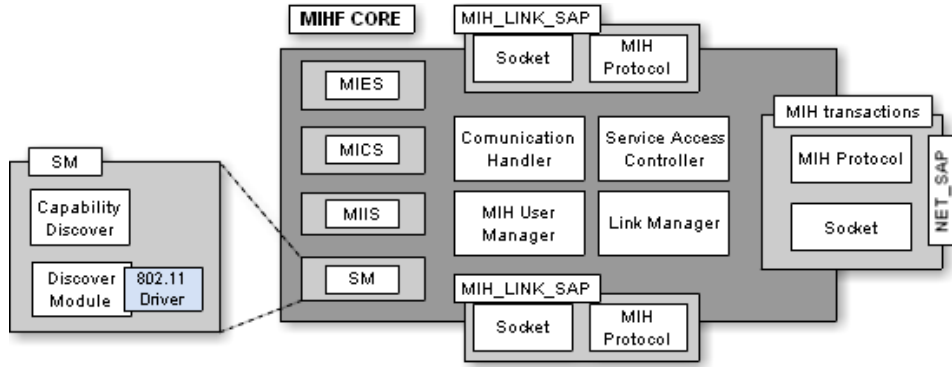 MIHF CORE
MIH_LINK_SAP
Socket
MIH
Protocol
MIES
MICS
MIIS
SM
Comunication
Handler
Service Access
Controller
MIH User
Manager
Link Manager
MIH transactions
MIH Protocol
Socket
NET_SAP
SM
Capability
Discover
Discover
Module
802.11
Driver
MIH_LINK_SAP
Socket
MIH
Protocol